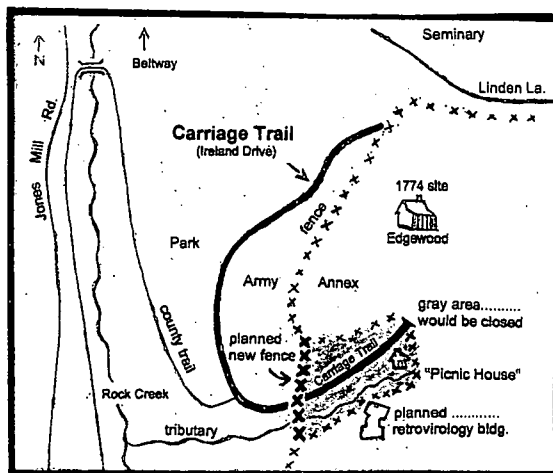 N
Beltway
Seminary
Linden La.
Jones Mill Rd.
Carriage Trail
(Ireland Drive)
fence
1774 site
Edgewood
Park
Army Annex
county trail
gray area..........
would be closed
planned
new fence
Carriage Trail
"Picnic House"
Rock Creek
tributary
planned ............
retrovirology bldg.